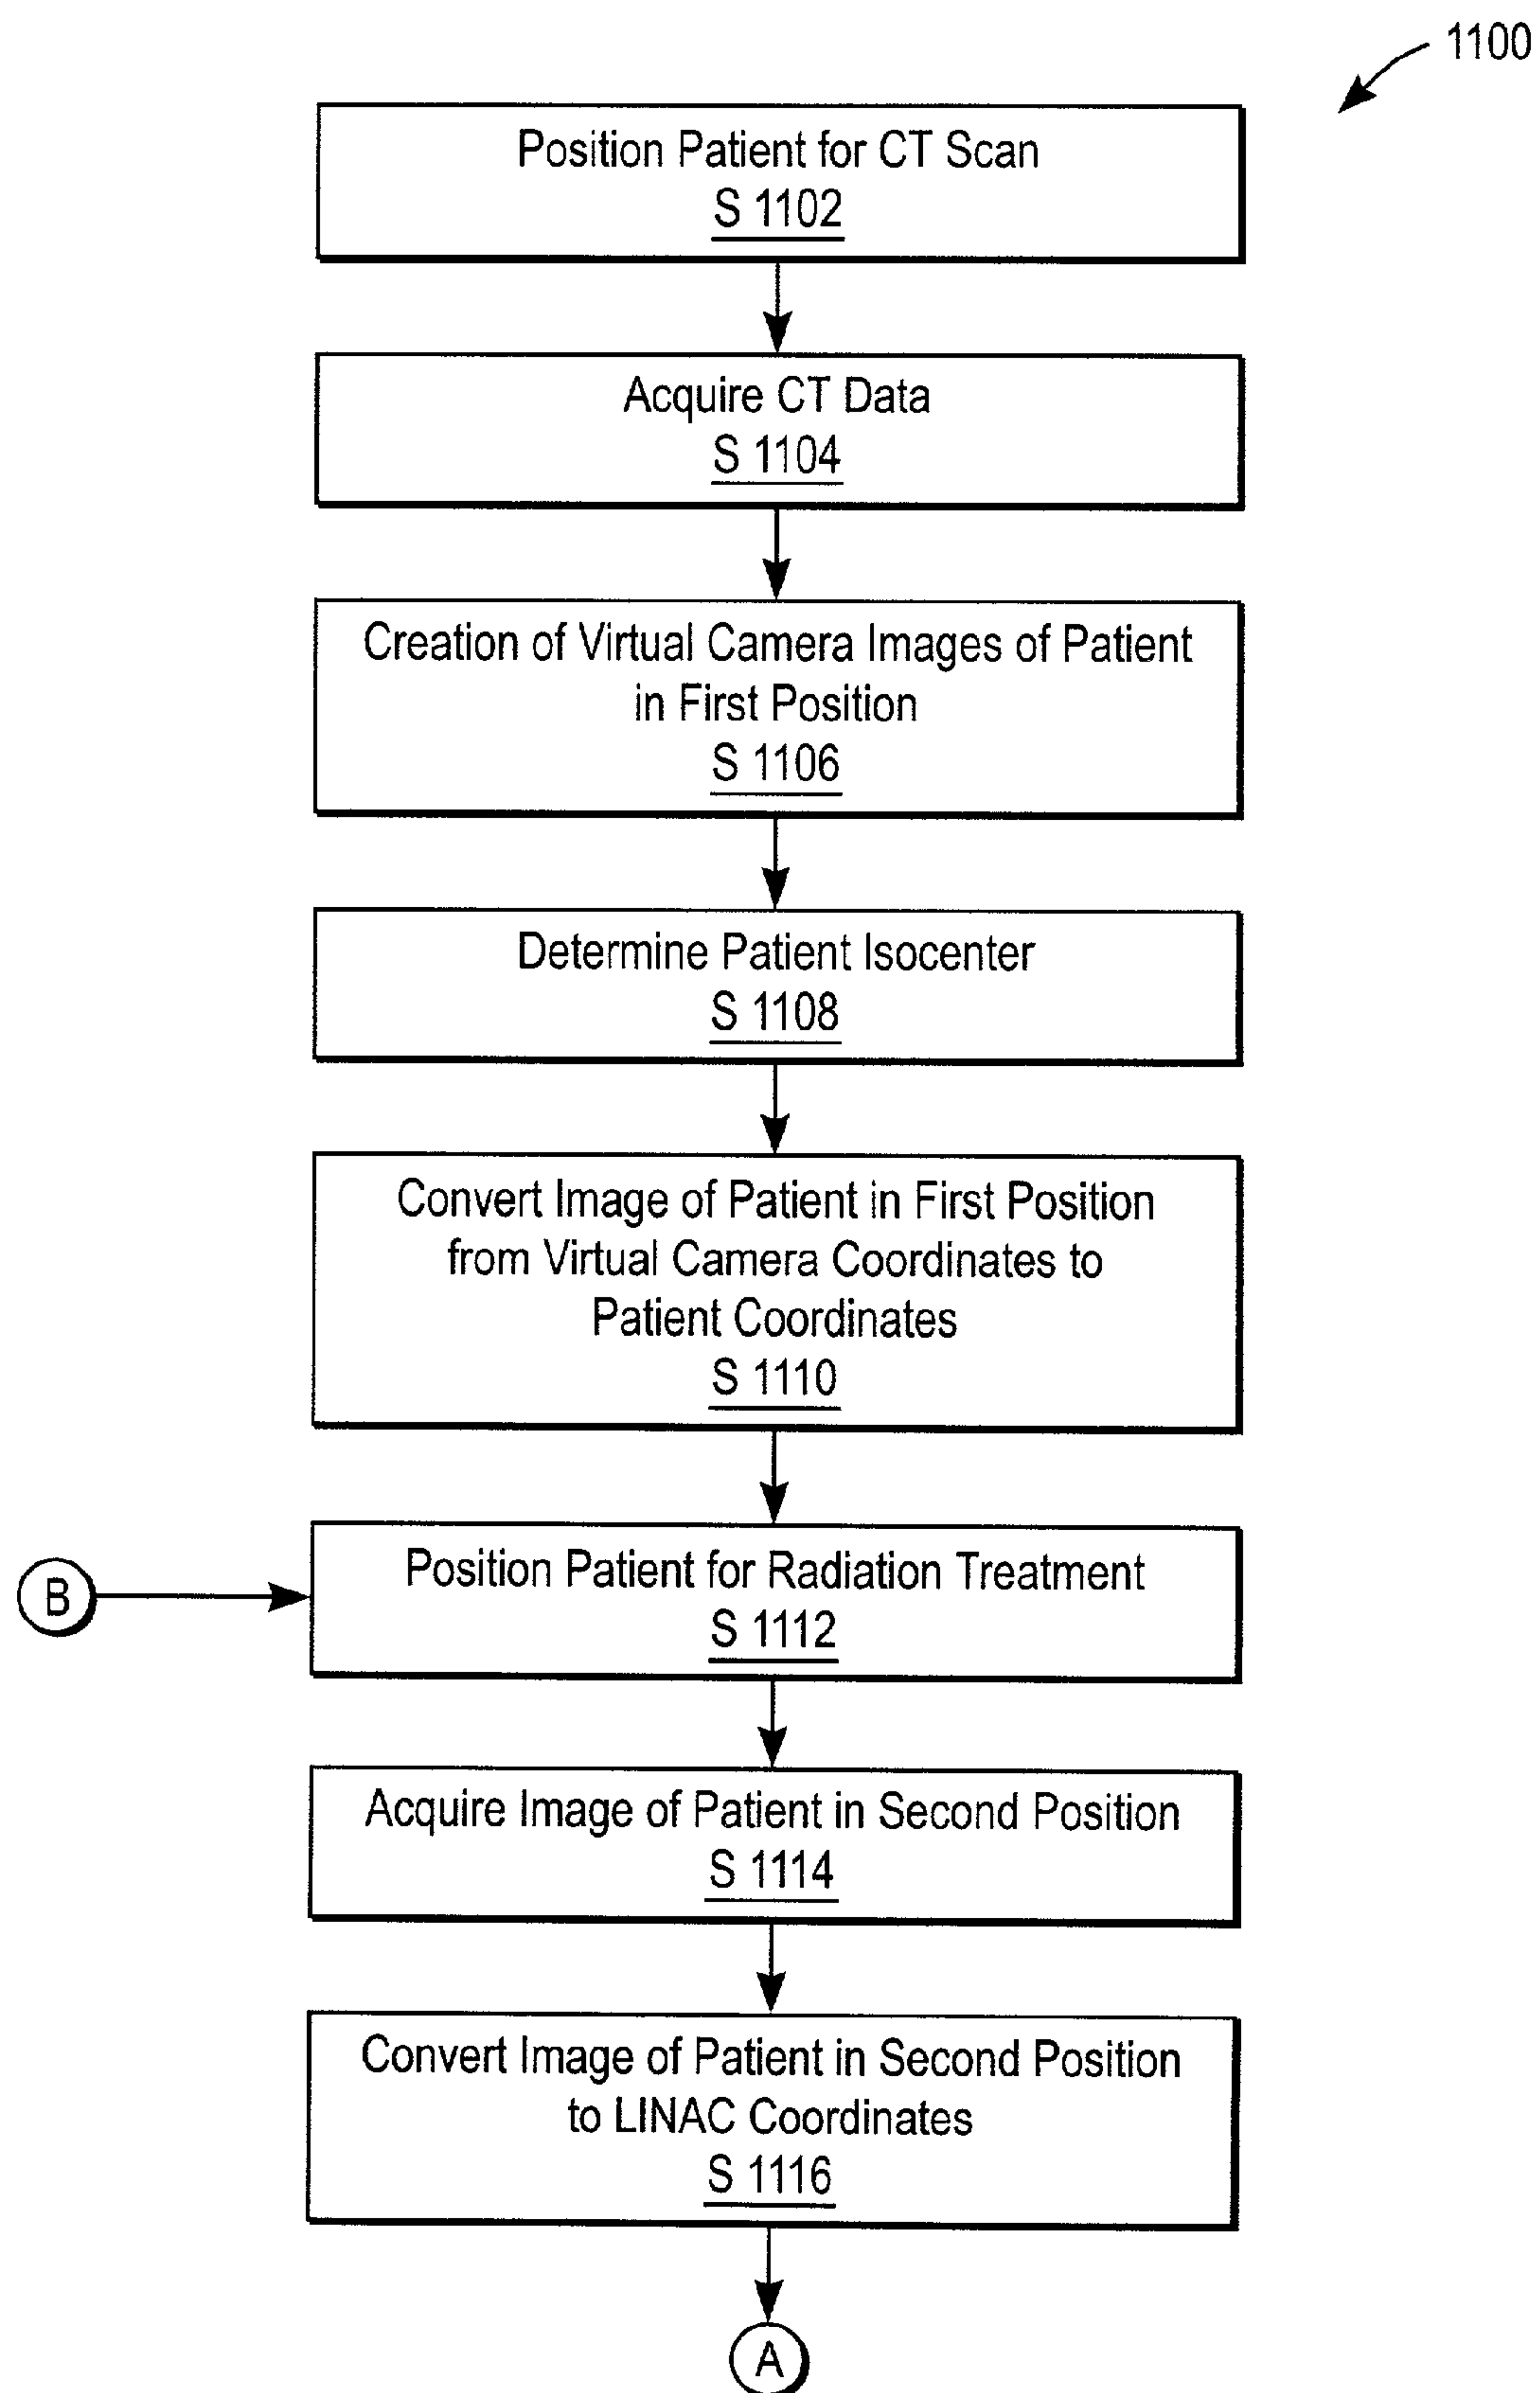 1100
Position Patient for CT Scan
S 1102
Acquire CT Data
S 1104
Creation of Virtual Camera Images of Patient
in First Position
S 1106
Determine Patient Isocenter
S 1108
Convert Image of Patient in First Position
from Virtual Camera Coordinates to
Patient Coordinates
S 1110
B
Position Patient for Radiation Treatment
S 1112
Acquire Image of Patient in Second Position
S 1114
Convert Image of Patient in Second Position
to LINAC Coordinates
S 1116
A